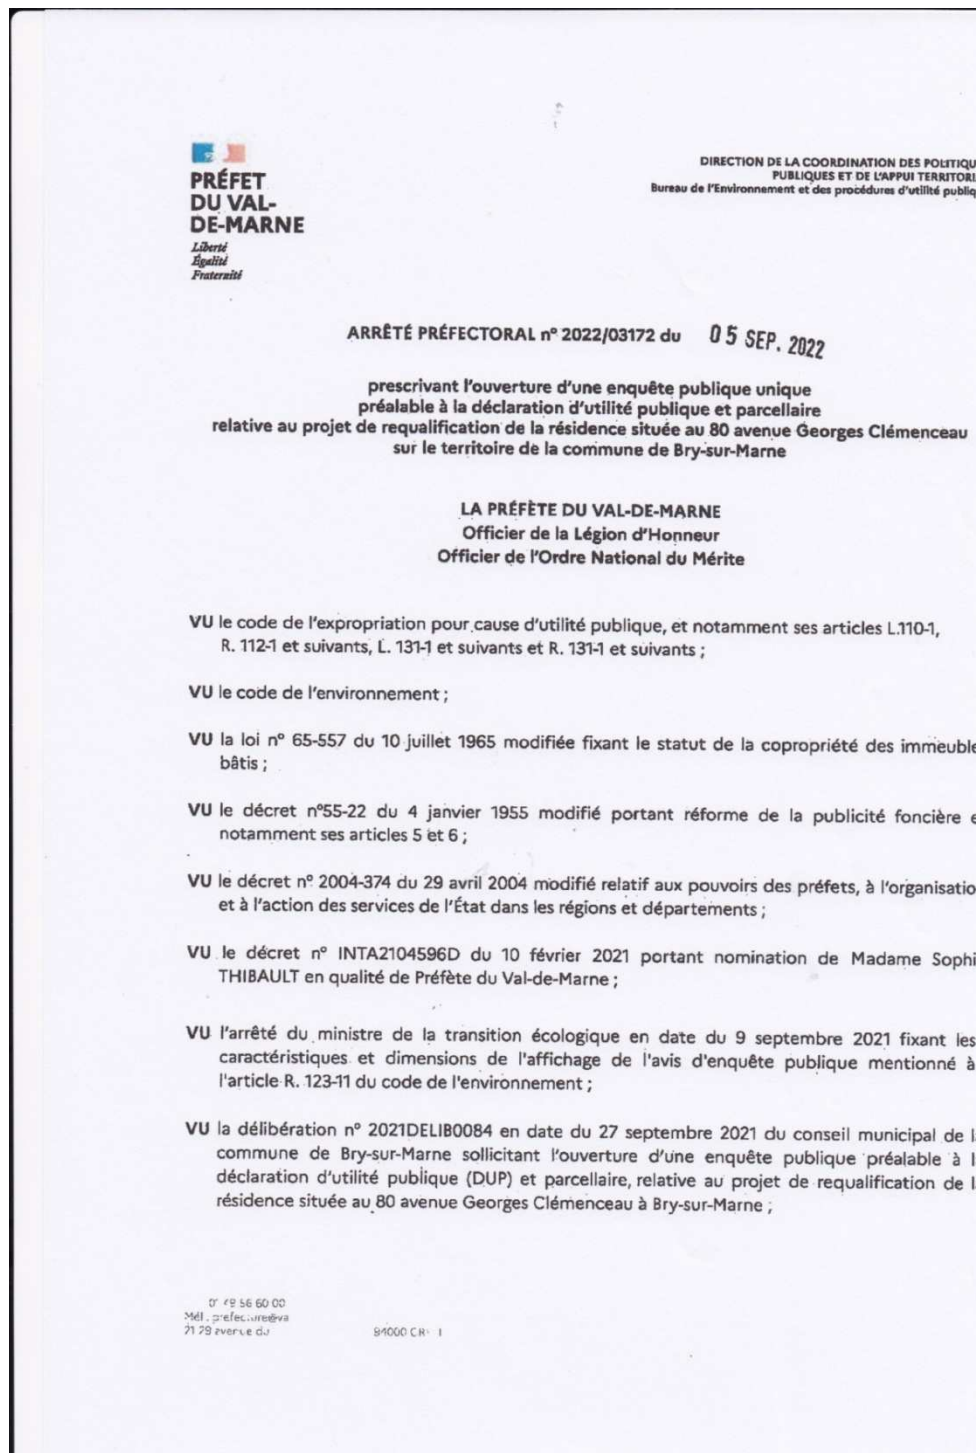 PRÉFET
DU VAL-
DE-MARNE
Liberté
Égalité
Fraternité
DIRECTION DE LA COORDINATION DES POLITIQU
PUBLIQUES ET DE L'APPUI TERRITORI
Bureau de l'Environnement et des procédures d'utilité publiq
ARRÊTÉ PRÉFECTORAL n° 2022/03172 du 05 SEP. 2022
prescrivant l'ouverture d'une enquête publique unique
préalable à la déclaration d'utilité publique et parcellaire
relative au projet de requalification de la résidence située au 80 avenue Georges Clémenceau
sur le territoire de la commune de Bry-sur-Marne
LA PRÉFÈTE DU VAL-DE-MARNE
Officier de la Légion d'Honneur
Officier de l'Ordre National du Mérite
VU le code de l'expropriation pour cause d'utilité publique, et notamment ses articles L.110-1,
R. 112-1 et suivants, L. 131-1 et suivants et R. 131-1 et suivants ;
VU le code de l'environnement ;
VU la loi n° 65-557 du 10 juillet 1965 modifiée fixant le statut de la copropriété des immeuble
bâtis ;
VU le décret n°55-22 du 4 janvier 1955 modifié portant réforme de la publicité foncière e
notamment ses articles 5 et 6 ;
VU le décret n° 2004-374 du 29 avril 2004 modifié relatif aux pouvoirs des préfets, à l'organisatio
et à l'action des services de l'État dans les régions et départements ;
VU le décret n° INTA2104596D du 10 février 2021 portant nomination de Madame Sophi
THIBAULT en qualité de Préfète du Val-de-Marne ;
VU l'arrêté du ministre de la transition écologique en date du 9 septembre 2021 fixant les
caractéristiques et dimensions de l'affichage de l'avis d'enquête publique mentionné à
l'article R. 123-11 du code de l'environnement ;
VU la délibération n° 2021DELIB0084 en date du 27 septembre 2021 du conseil municipal de l
commune de Bry-sur-Marne sollicitant l'ouverture d'une enquête publique préalable à l
déclaration d'utilité publique (DUP) et parcellaire, relative au projet de requalification de l
résidence située au 80 avenue Georges Clémenceau à Bry-sur-Marne ;
49 56 60 00
Mél.
avenue du 94000 CR